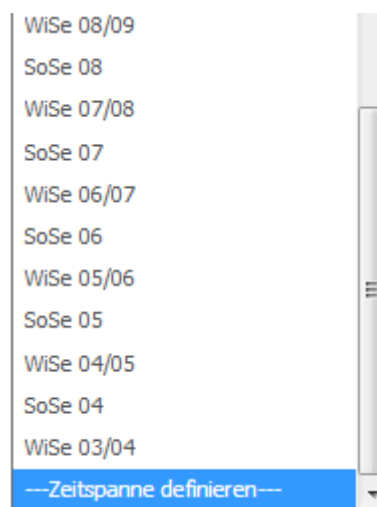 WiSe 08/09
SoSe 08
WiSe 07/08
SoSe 07
WiSe 06/07
SoSe 06
WiSe 05/06
SoSe 05
WiSe 04/05
SoSe 04
WiSe 03/04
---Zeitspanne definieren---